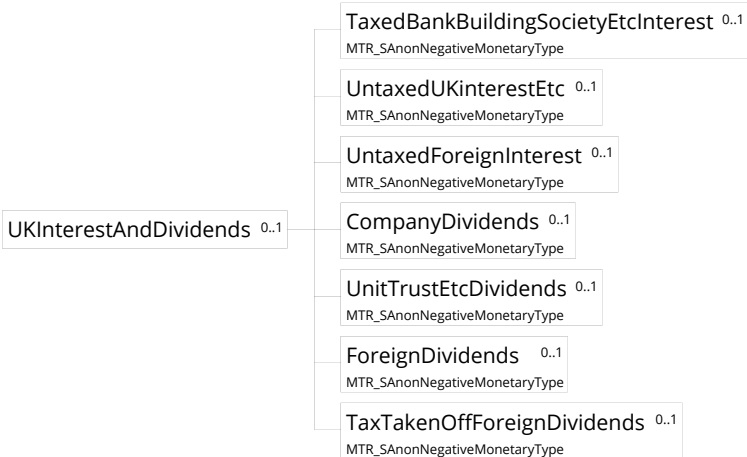 TaxedBankBuildingSocietyEtcInterest 0..1
MTR_SAnonNegativeMonetaryType
UntaxedUKinterestEtc 0..1
MTR_SAnonNegativeMonetaryType
UntaxedForeignInterest 0..1
MTR_SAnonNegativeMonetaryType
UKInterestAndDividends 0..1
CompanyDividends 0..1
MTR_SAnonNegativeMonetaryType
UnitTrustEtcDividends 0..1
MTR_SAnonNegativeMonetaryType
ForeignDividends 0..1
MTR_SAnonNegativeMonetaryType
TaxTakenOffForeignDividends 0..1
MTR_SAnonNegativeMonetaryType